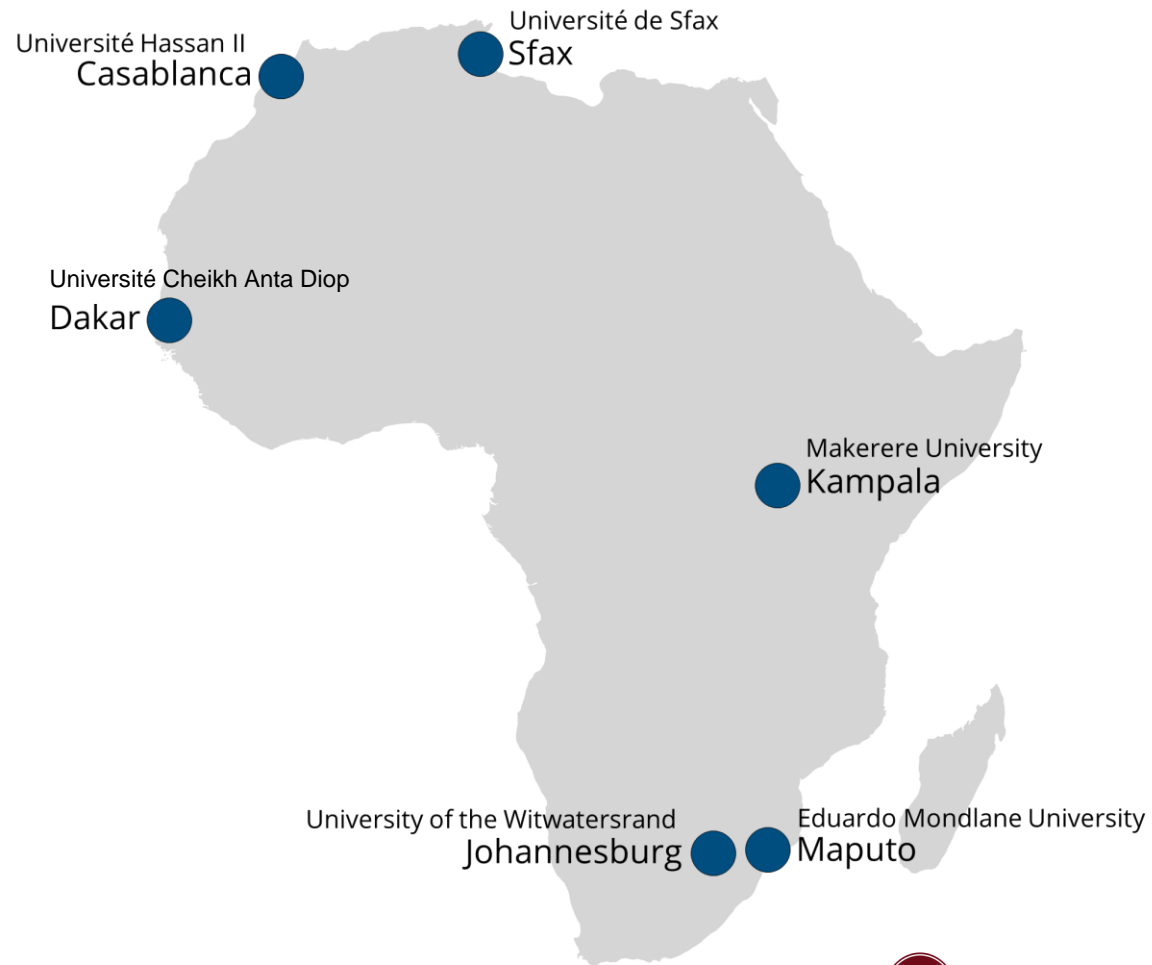 Université de Sfax
Sfax
Université Hassan II
Casablanca
Université Cheikh Anta Diop
Dakar
Makerere University
Kampala
University of the Witwatersrand
Johannesburg
Eduardo Mondlane University
Maputo